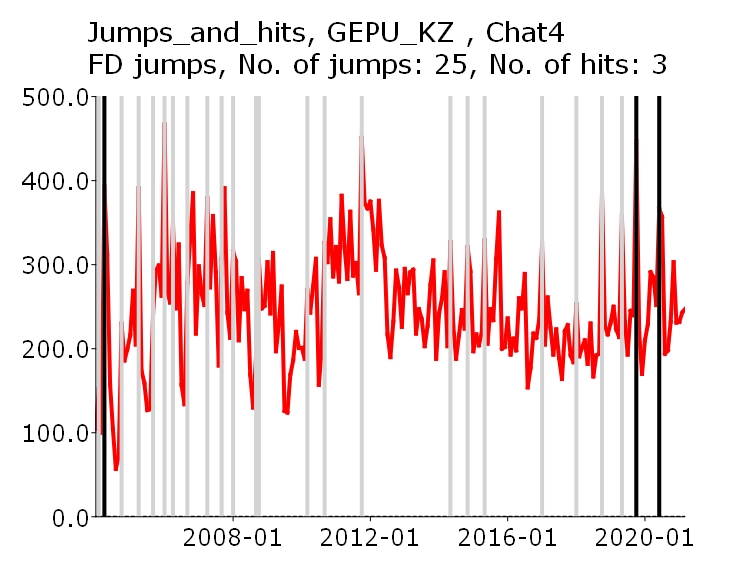 Jumps_and_hits, GEPU_KZ , Chat4
FD jumps, No. of jumps: 25, No. of hits: 3
500.0
400.0
300.0
200.0
100.0
0.0
2008-01 2012-01 2016-01 2020-01